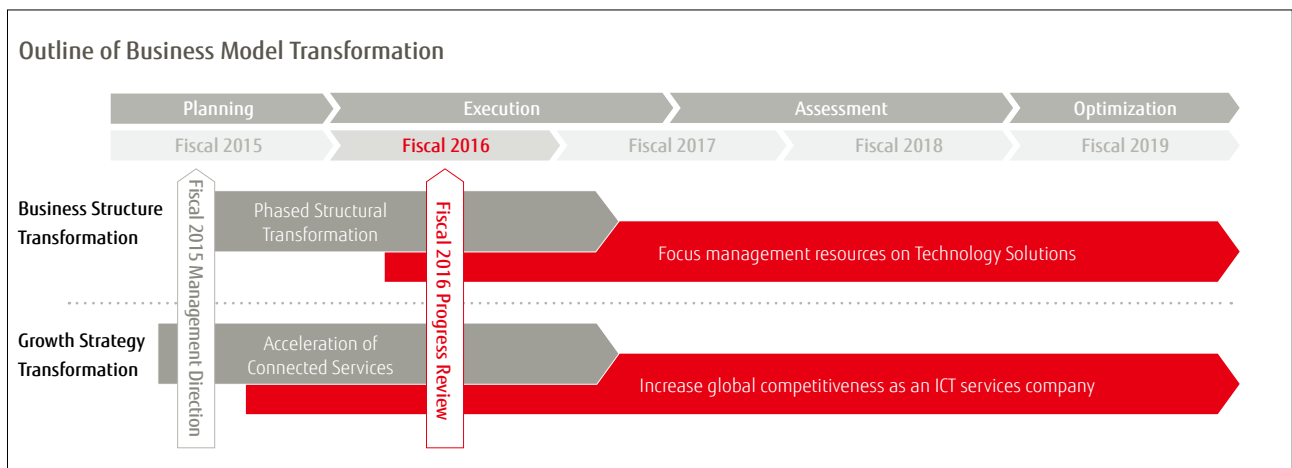 Outline of Business Model Transformation
Planning
Execution
Assessment
Optimization
Fiscal 2015
Fiscal 2016
Fiscal 2017
Fiscal 2018
Fiscal 2019
Business Structure
Transformation
Fiscal 2015 Management Direction
Phased Structural
Transformation
Fiscal 2016 Progress Review
Focus management resources on Technology Solutions
Growth Strategy
Transformation
Acceleration of
Connected Services
Increase global competitiveness as an ICT services company